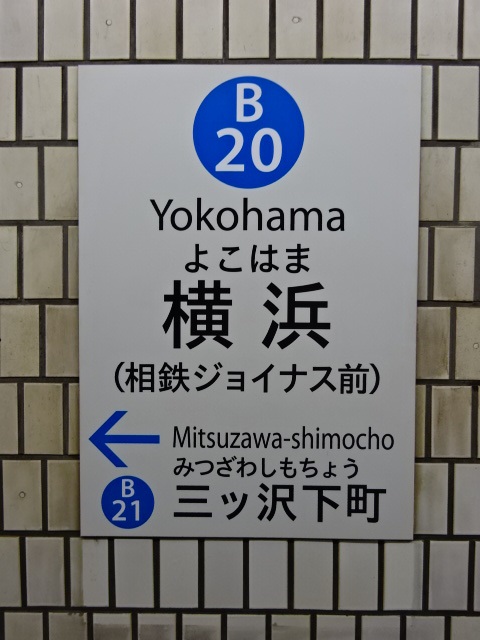 B
20
Yokohama
よこはま
横浜
（相鉄ジョイナス前）
Mitsuzawa-shimocho
みつざわしもちょう
B
21
三ッ沢下町